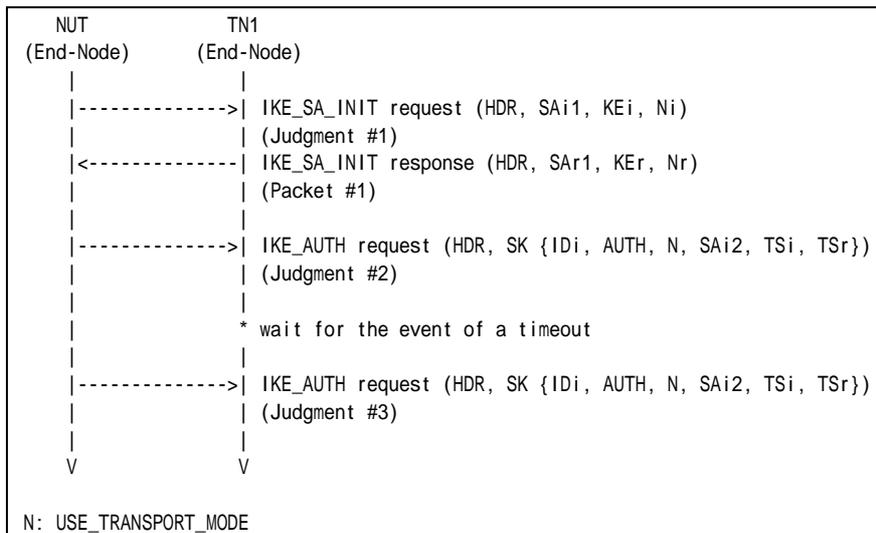 NUT TN1
(End-Node) (End-Node)
| |
|-------------->| IKE_SA_INIT request (HDR, SAi1, KEi, Ni)
| | (Judgment #1)
|<--------------| IKE_SA_INIT response (HDR, SAr1, KEr, Nr)
| | (Packet #1)
| |
|-------------->| IKE_AUTH request (HDR, SK {IDi, AUTH, N, SAi2, TSi, TSr})
| | (Judgment #2)
| |
| * wait for the event of a timeout
| |
|-------------->| IKE_AUTH request (HDR, SK {IDi, AUTH, N, SAi2, TSi, TSr})
| | (Judgment #3)
| |
V V
N: USE_TRANSPORT_MODE